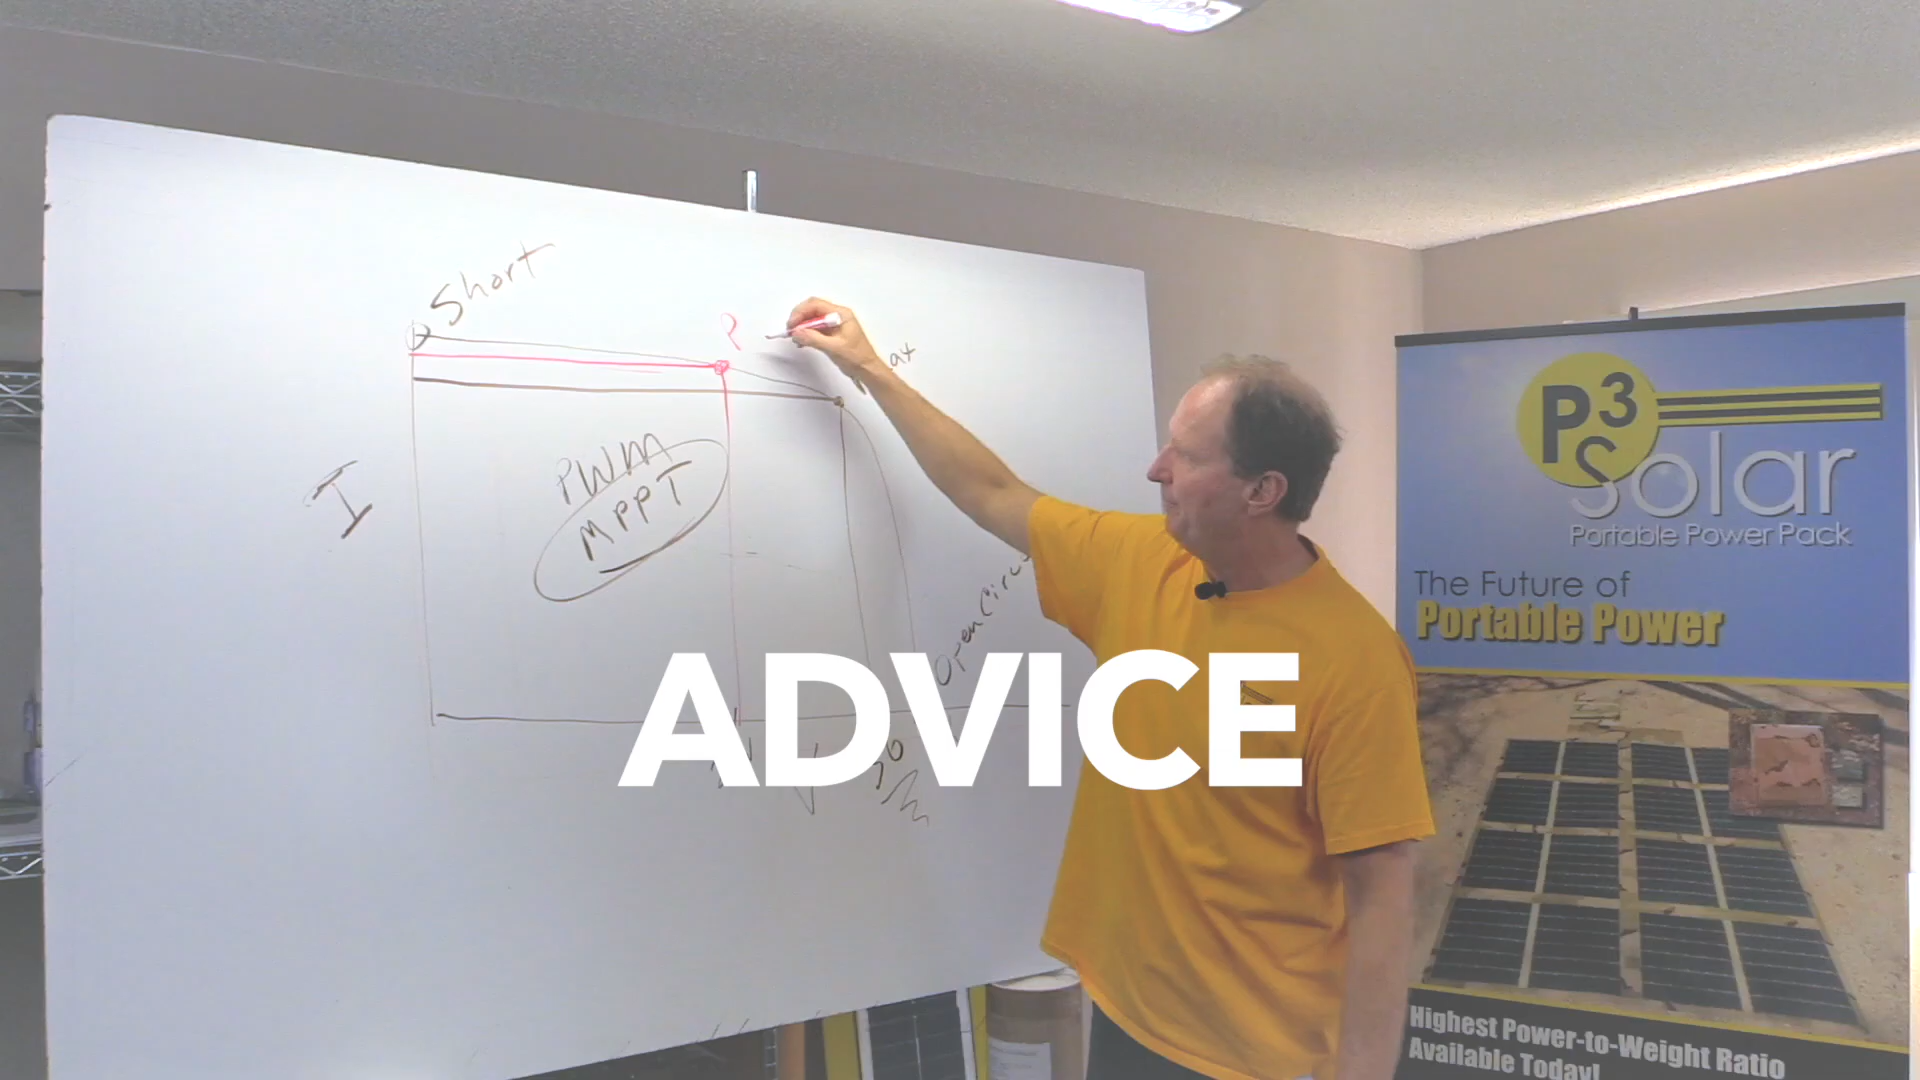 Short
P
I
PWM
MPPT
Open Circ
V
ADVICE
P3
Solar
Portable Power Pack
The Future of
Portable Power
Highest Power-to-Weight Ratio
Available Today!